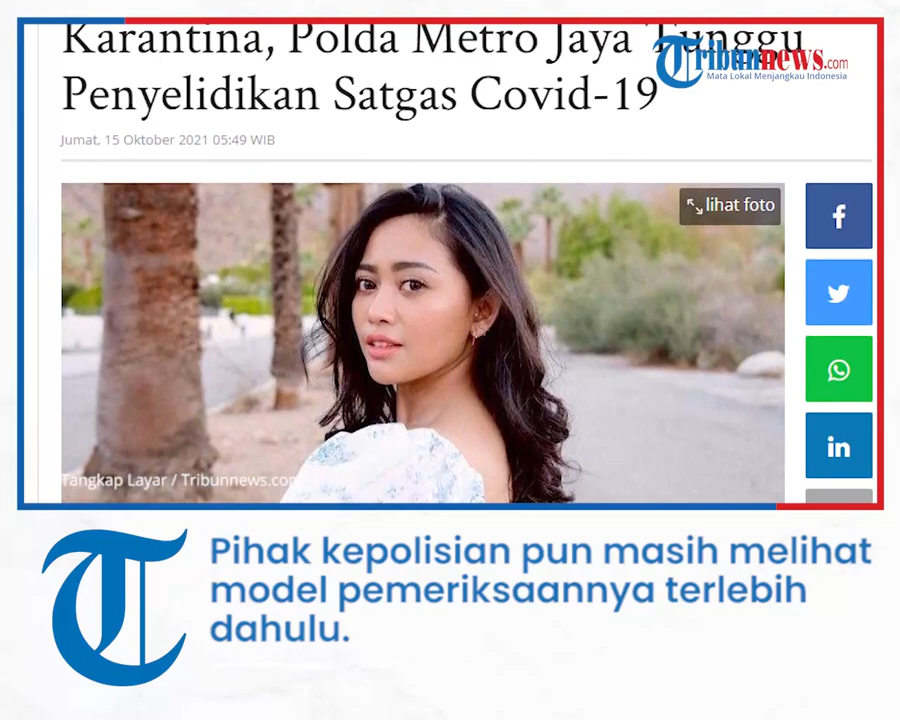 Karantina, Polda Metro Jaya Tunggu
Tribunnews.com
Mata Lokal Menjangkau Indonesia
Penyelidikan Satgas Covid-19
Jumat, 15 Oktober 2021 05:49 WIB
lihat foto
Tangkap Layar / Tribunnews.com
Pihak kepolisian pun masih melihat
model pemeriksaannya terlebih
dahulu.